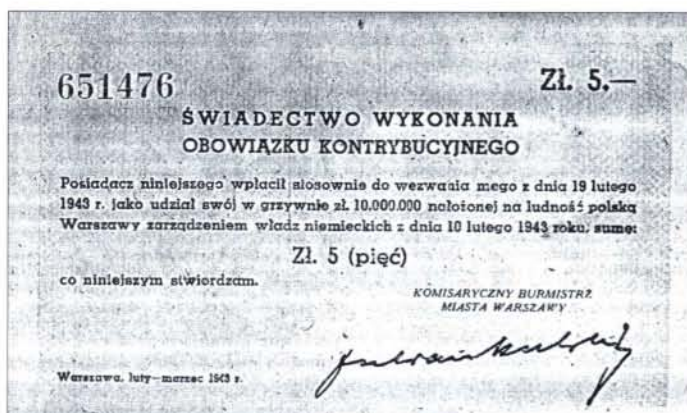 651476
Zł. 5.—
ŚWIADECTWO WYKONANIA
OBOWIĄZKU KONTRYBUCYJNEGO
Posiadacz niniejszego wpłacił stosownie do wezwania mego z dnia 19 lutego
1943 r. jako udział swój w grzywnie zł. 10.000.000 nałożonej na ludność polską
Warszawy zarządzeniem władz niemieckich z dnia 10 lutego 1943 roku, sumę:
Zł. 5 (pięć)
co niniejszym stwierdzam.
KOMISARYCZNY BURMISTRZ
MIASTA WARSZAWY
Warszawa, luty—marzec 1943 r.